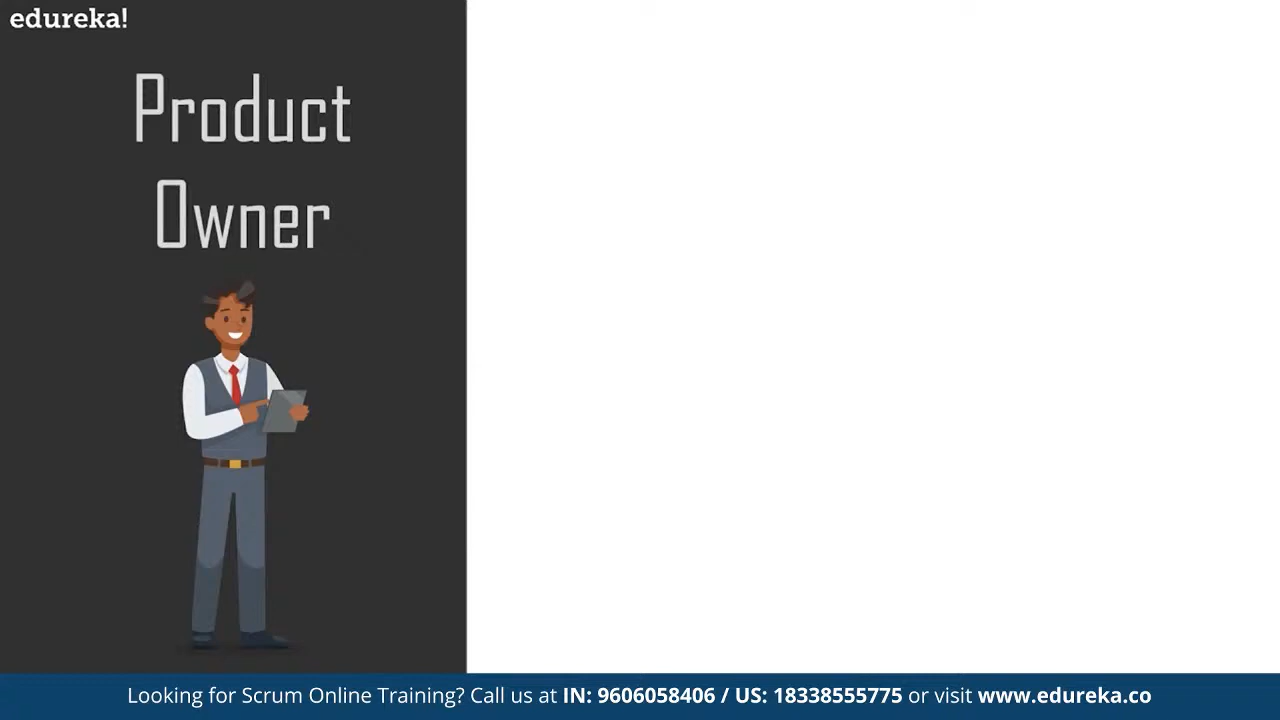 edureka!
Product
Owner
Looking for Scrum Online Training? Call us at IN: 9606058406 / US: 18338555775 or visit www.edureka.co